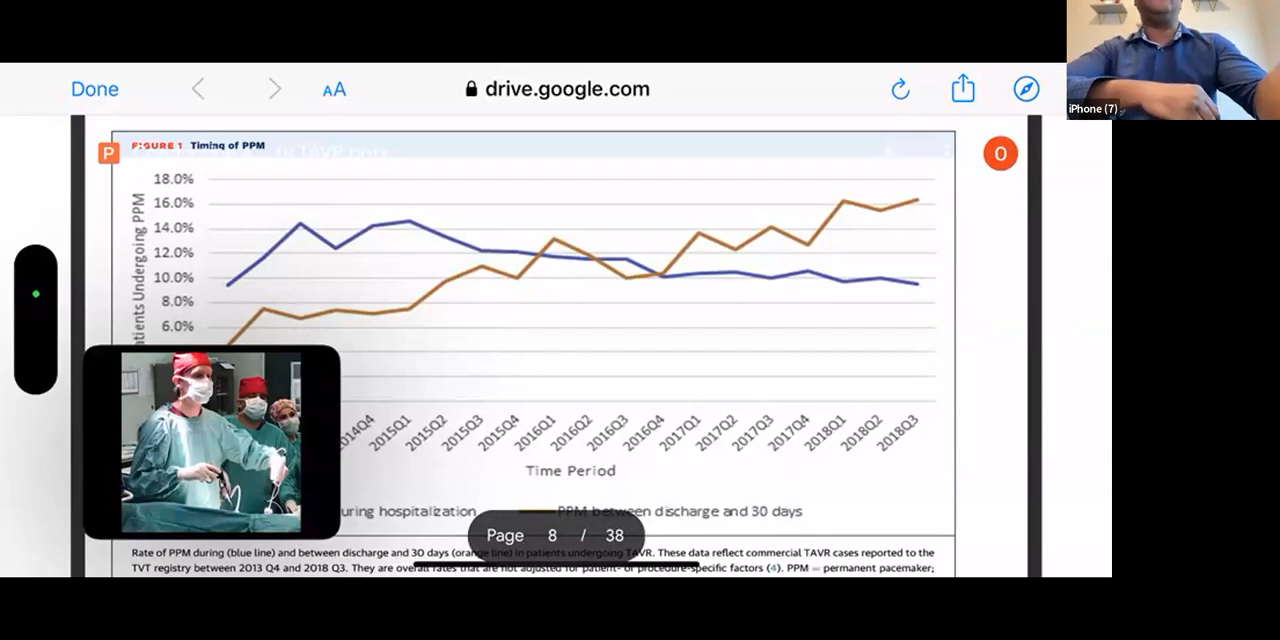 Done
AA
drive.google.com
iPhone (7)
P
FIGURE 1 Timing of PPM
O
18.0%
16.0%
14.0%
12.0%
10.0%
8.0%
6.0%
Undergoing PPM
2014Q4
2015Q1
2015Q2
2015Q3
2015Q4
2016Q1
2016Q2
2016Q3
2016Q4
2017Q1
2017Q2
2017Q3
2017Q4
2018Q1
2018Q2
2018Q3
Time Period
hospitalization
PPM between discharge and 30 days
Page 8 / 38
Rate of PPM during (blue line) and between discharge and 30 days (orange line) in patients undergoing TAVR. These data reflect commercial TAVR cases reported to the
TVT registry between 2013 Q4 and 2018 Q3. They are overall rates that are not adjusted for patient- or procedure-specific factors (4). PPM = permanent pacemaker;